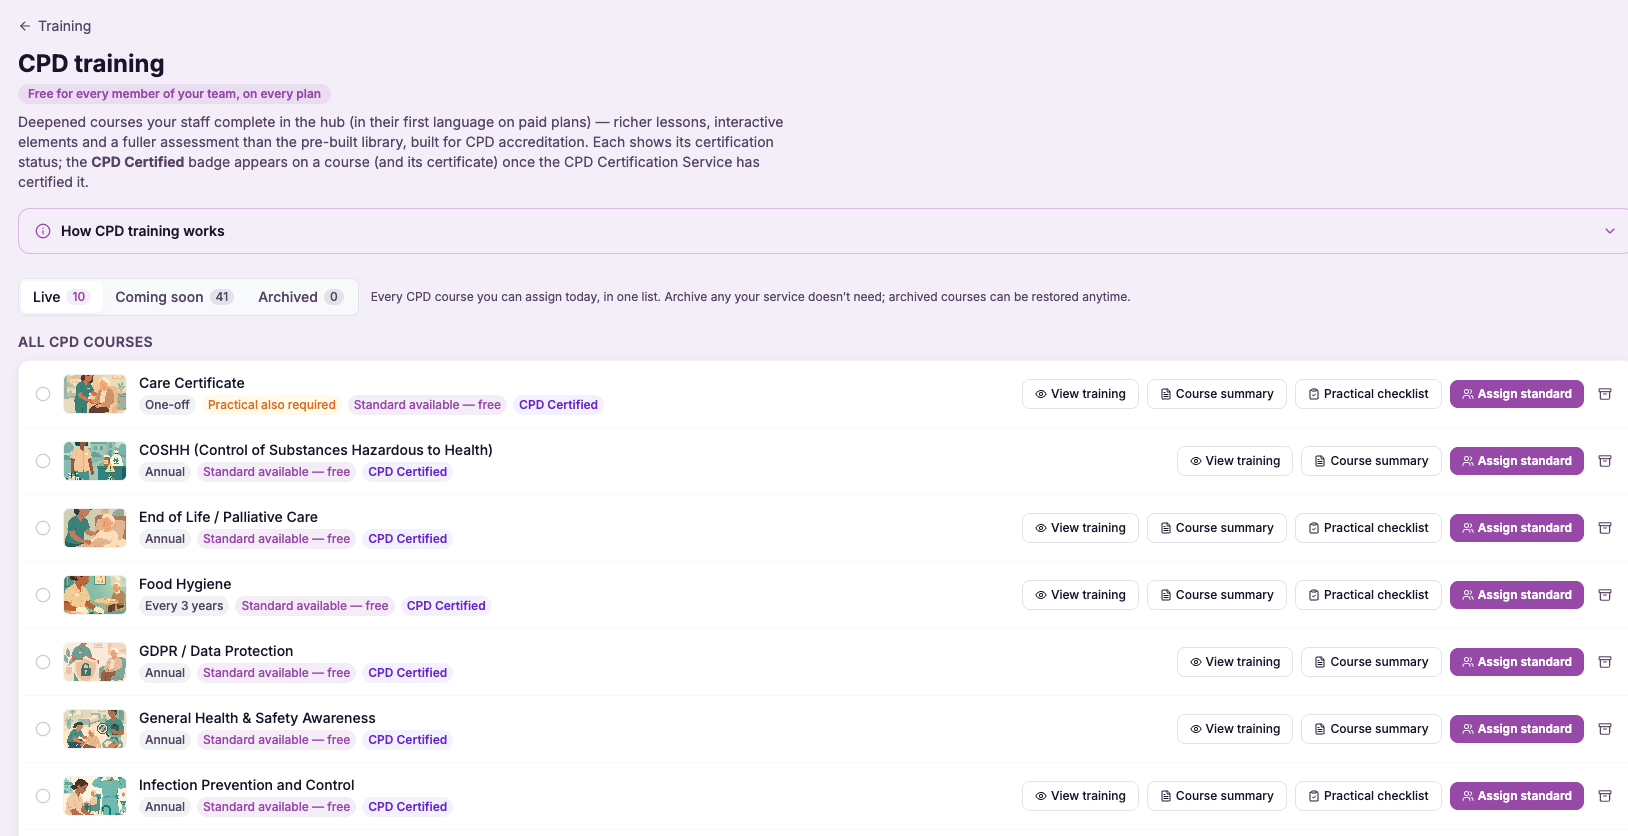 ← Training
CPD training
Free for every member of your team, on every plan
Deepened courses your staff complete in the hub (in their first language on paid plans) — richer lessons, interactive
elements and a fuller assessment than the pre-built library, built for CPD accreditation. Each shows its certification
status; the CPD Certified badge appears on a course (and its certificate) once the CPD Certification Service has
certified it.
How CPD training works
Live 10 Coming soon 41 Archived 0 Every CPD course you can assign today, in one list. Archive any your service doesn’t need; archived courses can be restored anytime.
ALL CPD COURSES
Care Certificate
One-off Practical also required Standard available — free CPD Certified
View training Course summary Practical checklist Assign standard
COSHH (Control of Substances Hazardous to Health)
Annual Standard available — free CPD Certified
View training Course summary Assign standard
End of Life / Palliative Care
Annual Standard available — free CPD Certified
View training Course summary Practical checklist Assign standard
Food Hygiene
Every 3 years Standard available — free CPD Certified
View training Course summary Practical checklist Assign standard
GDPR / Data Protection
Annual Standard available — free CPD Certified
View training Course summary Assign standard
General Health & Safety Awareness
Annual Standard available — free CPD Certified
View training Course summary Assign standard
Infection Prevention and Control
Annual Standard available — free CPD Certified
View training Course summary Practical checklist Assign standard